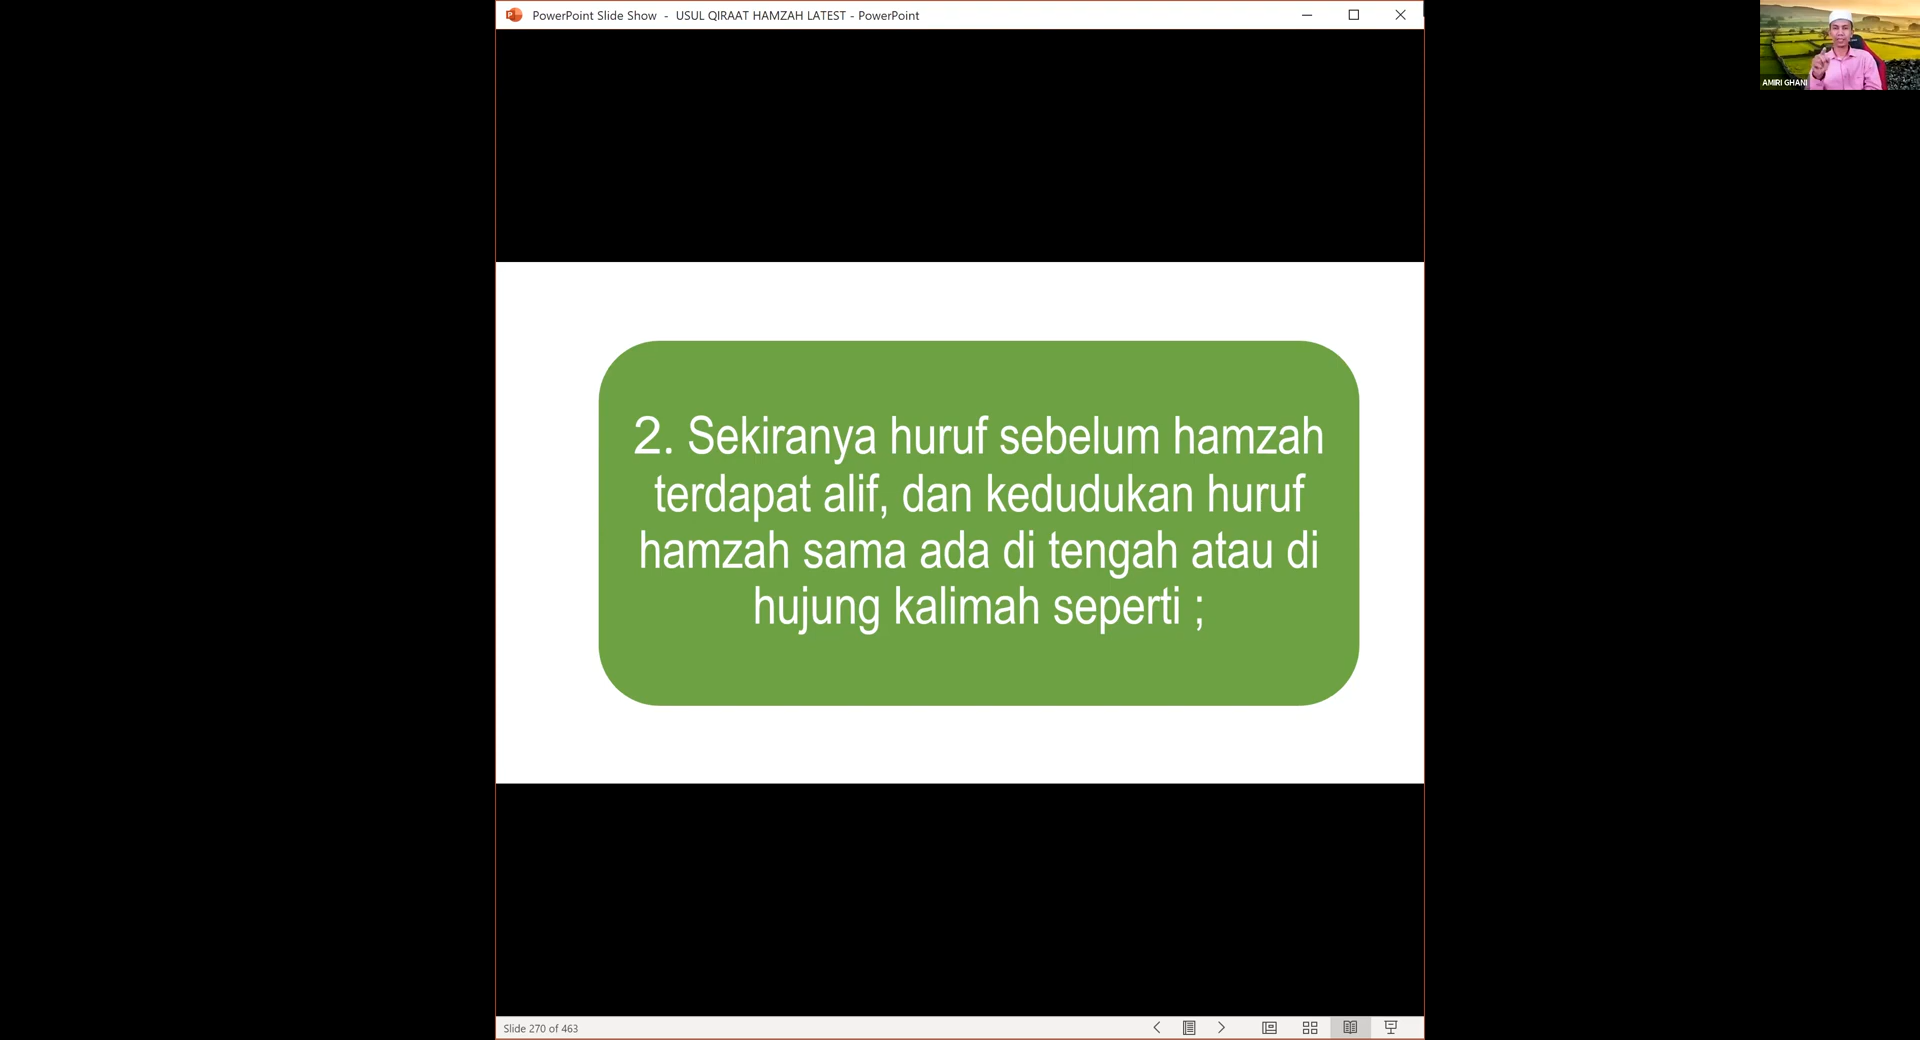 PowerPoint Slide Show - USUL QIRAAT HAMZAH LATEST - PowerPoint
AMIRI GHANI
2. Sekiranya huruf sebelum hamzah
terdapat alif, dan kedudukan huruf
hamzah sama ada di tengah atau di
hujung kalimah seperti ;
Slide 270 of 463